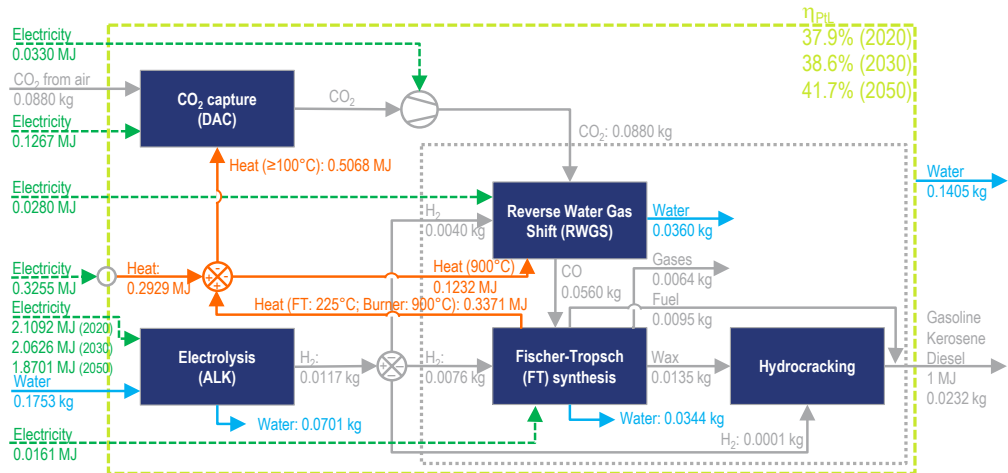 Electricity
0.0330 MJ
η_PtL
37.9% (2020)
38.6% (2030)
41.7% (2050)
CO₂ from air
0.0880 kg
CO₂ capture
(DAC)
CO₂
Electricity
0.1267 MJ
CO₂: 0.0880 kg
Heat (≥100°C): 0.5068 MJ
Water
0.1405 kg
Electricity
0.0280 MJ
H₂
0.0040 kg
Reverse Water Gas
Shift (RWGS)
Water
0.0360 kg
Electricity
0.3255 MJ
Heat:
0.2929 MJ
Heat (900°C)
0.1232 MJ
CO
0.0560 kg
Gases
0.0064 kg
Heat (FT: 225°C; Burner: 900°C): 0.3371 MJ
Fuel
0.0095 kg
Electricity
2.1092 MJ (2020)
2.0626 MJ (2030)
1.8701 MJ (2050)
Electrolysis
(ALK)
H₂:
0.0117 kg
H₂:
0.0076 kg
Fischer-Tropsch
(FT) synthesis
Wax
0.0135 kg
Hydrocracking
Gasoline
Kerosene
Diesel
1 MJ
0.0232 kg
Water
0.1753 kg
Water: 0.0701 kg
Water: 0.0344 kg
Electricity
0.0161 MJ
H₂: 0.0001 kg